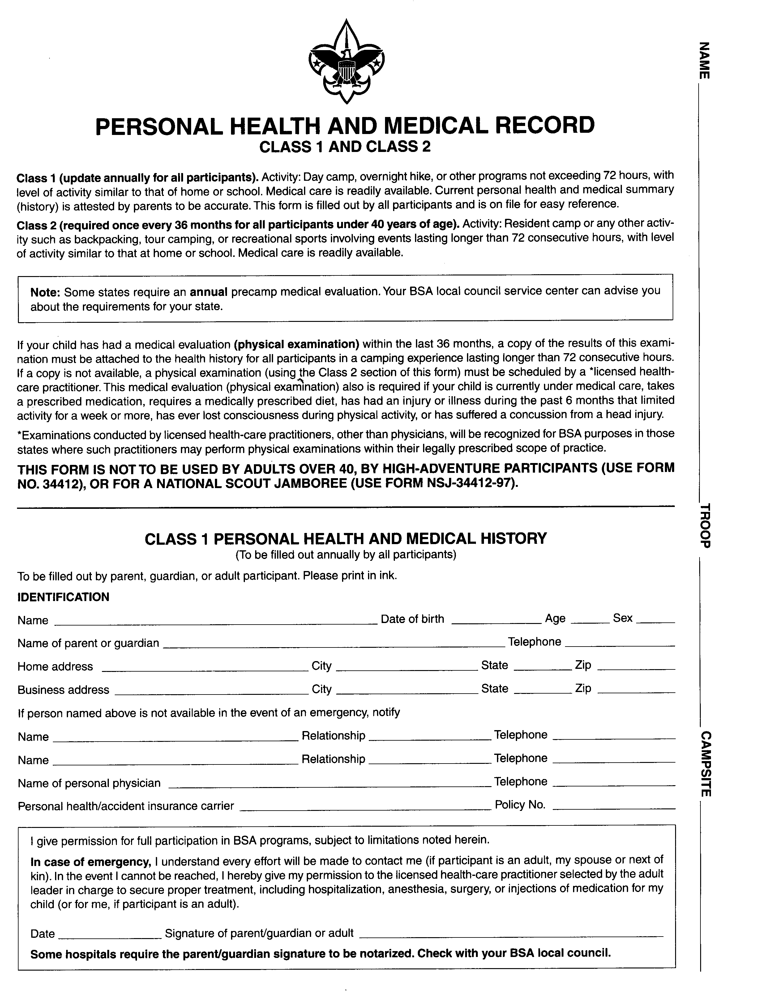 PERSONAL HEALTH AND MEDICAL RECORD
CLASS 1 AND CLASS 2
Class 1 (update annually for all participants). Activity: Day camp, overnight hike, or other programs not exceeding 72 hours, with
level of activity similar to that of home or school. Medical care is readily available. Current personal health and medical summary
(history) is attested by parents to be accurate. This form is filled out by all participants and is on file for easy reference.
Class 2 (required once every 36 months for all participants under 40 years of age). Activity: Resident camp or any other activ-
ity such as backpacking, tour camping, or recreational sports involving events lasting longer than 72 consecutive hours, with level
of activity similar to that at home or school. Medical care is readily available.
Note: Some states require an annual precamp medical evaluation. Your BSA local council service center can advise you
about the requirements for your state.
If your child has had a medical evaluation (physical examination) within the last 36 months, a copy of the results of this exami-
nation must be attached to the health history for all participants in a camping experience lasting longer than 72 consecutive hours.
If a copy is not available, a physical examination (using the Class 2 section of this form) must be scheduled by a *licensed health-
care practitioner. This medical evaluation (physical examination) also is required if your child is currently under medical care, takes
a prescribed medication, requires a medically prescribed diet, has had an injury or illness during the past 6 months that limited
activity for a week or more, has ever lost consciousness during physical activity, or has suffered a concussion from a head injury.
*Examinations conducted by licensed health-care practitioners, other than physicians, will be recognized for BSA purposes in those
states where such practitioners may perform physical examinations within their legally prescribed scope of practice.
THIS FORM IS NOT TO BE USED BY ADULTS OVER 40, BY HIGH-ADVENTURE PARTICIPANTS (USE FORM
NO. 34412), OR FOR A NATIONAL SCOUT JAMBOREE (USE FORM NSJ-34412-97).
CLASS 1 PERSONAL HEALTH AND MEDICAL HISTORY
(To be filled out annually by all participants)
To be filled out by parent, guardian, or adult participant. Please print in ink.
IDENTIFICATION
Name Date of birth Age Sex
Name of parent or guardian Telephone
Home address City State Zip
Business address City State Zip
If person named above is not available in the event of an emergency, notify
Name Relationship Telephone
Name Relationship Telephone
Name of personal physician Telephone
Personal health/accident insurance carrier Policy No.
I give permission for full participation in BSA programs, subject to limitations noted herein.
In case of emergency, I understand every effort will be made to contact me (if participant is an adult, my spouse or next of
kin). In the event I cannot be reached, I hereby give my permission to the licensed health-care practitioner selected by the adult
leader in charge to secure proper treatment, including hospitalization, anesthesia, surgery, or injections of medication for my
child (or for me, if participant is an adult).
Date Signature of parent/guardian or adult
Some hospitals require the parent/guardian signature to be notarized. Check with your BSA local council.
NAME TROOP CAMPSITE